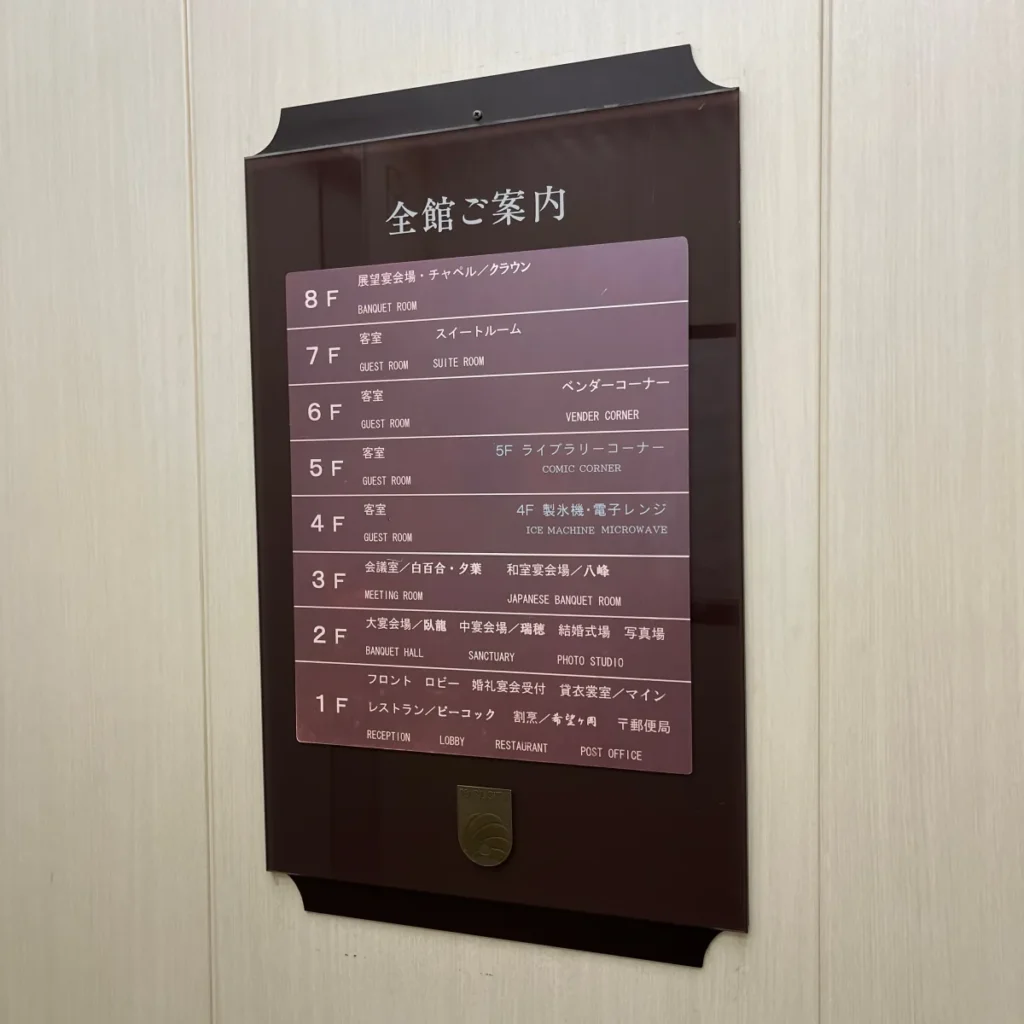 全館ご案内
8F 展望宴会場・チャペル／クラウン
BANQUET ROOM
7F 客室 スイートルーム
GUEST ROOM SUITE ROOM
6F 客室 ベンダーコーナー
GUEST ROOM VENDER CORNER
5F 客室 5F ライブラリーコーナー
GUEST ROOM COMIC CORNER
4F 客室 4F 製氷機・電子レンジ
GUEST ROOM ICE MACHINE MICROWAVE
3F 会議室／白百合・夕葉 和室宴会場／八峰
MEETING ROOM JAPANESE BANQUET ROOM
2F 大宴会場／臥龍 中宴会場／瑞穂 結婚式場 写真場
BANQUET HALL SANCTUARY PHOTO STUDIO
1F フロント ロビー 婚礼宴会受付 貸衣裳室／マイン
レストラン／ピーコック 割烹／希望ヶ岡 〒郵便局
RECEPTION LOBBY RESTAURANT POST OFFICE